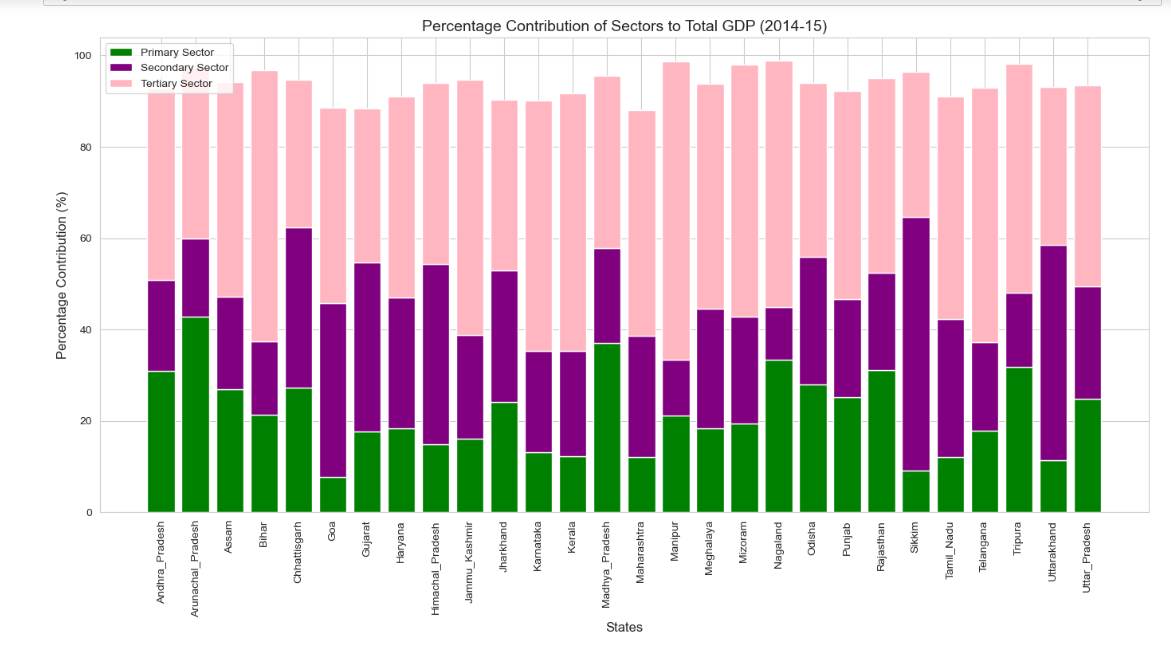 Percentage Contribution of Sectors to Total GDP (2014-15)
Primary Sector
Secondary Sector
Tertiary Sector
Percentage Contribution (%)
100
80
60
40
20
0
Andhra_Pradesh
Arunachal_Pradesh
Assam
Bihar
Chhattisgarh
Goa
Gujarat
Haryana
Himachal_Pradesh
Jammu_Kashmir
Jharkhand
Karnataka
Kerala
Madhya_Pradesh
Maharashtra
Manipur
Meghalaya
Mizoram
Nagaland
Odisha
Punjab
Rajasthan
Sikkim
Tamil_Nadu
Telangana
Tripura
Uttarakhand
Uttar_Pradesh
States